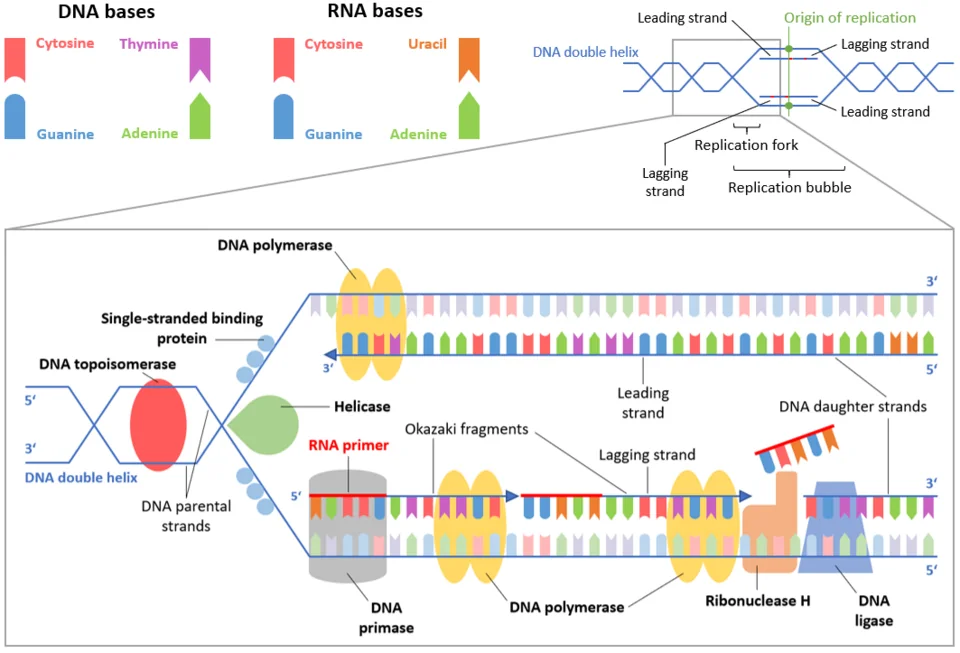 DNA bases
RNA bases
Cytosine
Thymine
Guanine
Adenine
Cytosine
Uracil
Guanine
Adenine
Leading strand
Origin of replication
Lagging strand
DNA double helix
Leading strand
Replication fork
Lagging
strand
Replication bubble
DNA polymerase
3‘
Single-stranded binding
protein
DNA topoisomerase
3‘
5‘
Leading
strand
5‘
Helicase
DNA daughter strands
Okazaki fragments
RNA primer
3‘
Lagging strand
DNA double helix
5‘
3‘
DNA parental
strands
5‘
DNA
primase
DNA polymerase
Ribonuclease H
DNA
ligase